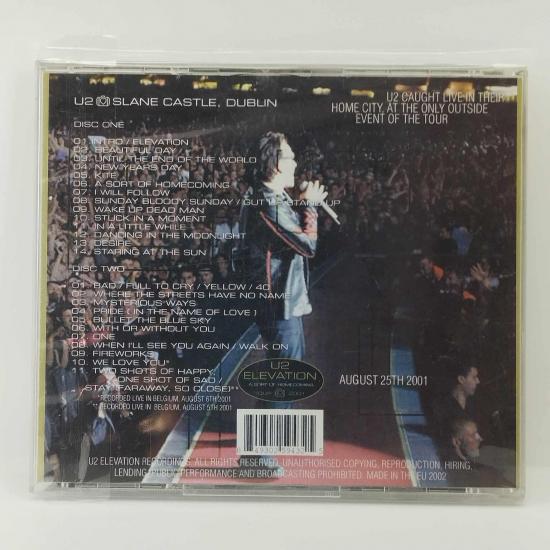 U2 SLANE CASTLE, DUBLIN
U2 CAUGHT LIVE IN THEIR
HOME CITY, AT THE ONLY OUTSIDE
EVENT OF THE TOUR
DISC ONE
01. INTRO / ELEVATION
02. BEAUTIFUL DAY
03. UNTIL THE END OF THE WORLD
04. NEW YEARS DAY
05. KITE
06. A SORT OF HOMECOMING
07. I WILL FOLLOW
08. SUNDAY BLOODY SUNDAY / GUT UP STAND UP
09. WAKE UP DEAD MAN
10. STUCK IN A MOMENT
11. IN A LITTLE WHILE
12. DANCING IN THE MOONLIGHT
13. DESIRE
14. STARING AT THE SUN
DISC TWO
01. BAD / FULL TO CRY / YELLOW / 40
02. WHERE THE STREETS HAVE NO NAME
03. MYSTERIOUS WAYS
04. PRIDE ( IN THE NAME OF LOVE )
05. BULLET THE BLUE SKY
06. WITH OR WITHOUT YOU
07. ONE
08. WHEN I'LL SEE YOU AGAIN / WALK ON
09. FIREWORKS
10. WE LOVE YOU*
11. TWO SHOTS OF HAPPY,
ONE SHOT OF SAD /
STAY (FARAWAY, SO CLOSE)**
*RECORDED LIVE IN BELGIUM, AUGUST 6TH 2001
**RECORDED LIVE IN BELGIUM, AUGUST 5TH 2001
U2
ELEVATION
A SORT OF HOMECOMING
TOUR 2001
AUGUST 25TH 2001
U2 ELEVATION RECORDINGS. ALL RIGHTS RESERVED. UNAUTHORISED COPYING, REPRODUCTION, HIRING,
LENDING, PUBLIC PERFORMANCE AND BROADCASTING PROHIBITED. MADE IN THE EU 2002